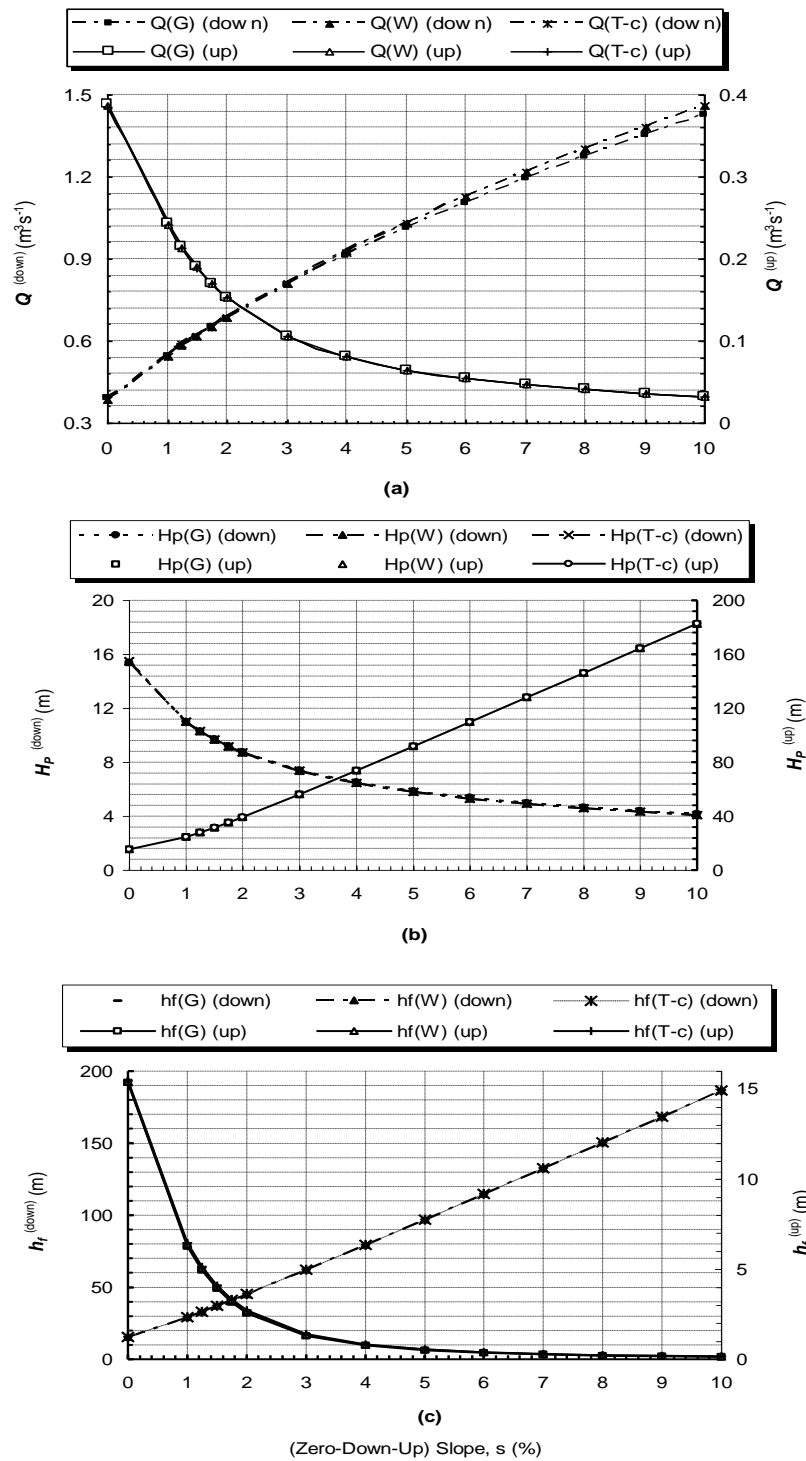 Q(G) (down) Q(W) (down) Q(T-c) (down)
Q(G) (up) Q(W) (up) Q(T-c) (up)
1.5 0.4
1.2 0.3
0.9 0.2
0.6 0.1
0.3 0
Q (down) (m³s⁻¹)
Q (up) (m³s⁻¹)
0 1 2 3 4 5 6 7 8 9 10
(a)
Hp(G) (down) Hp(W) (down) Hp(T-c) (down)
Hp(G) (up) Hp(W) (up) Hp(T-c) (up)
20 200
16 160
12 120
8 80
4 40
0 0
HP (down) (m)
HP (up) (m)
0 1 2 3 4 5 6 7 8 9 10
(b)
hf(G) (down) hf(W) (down) hf(T-c) (down)
hf(G) (up) hf(W) (up) hf(T-c) (up)
200
15
150
10
100
50 5
0 0
hf (down) (m)
hf (up) (m)
0 1 2 3 4 5 6 7 8 9 10
(c)
(Zero-Down-Up) Slope, s (%)